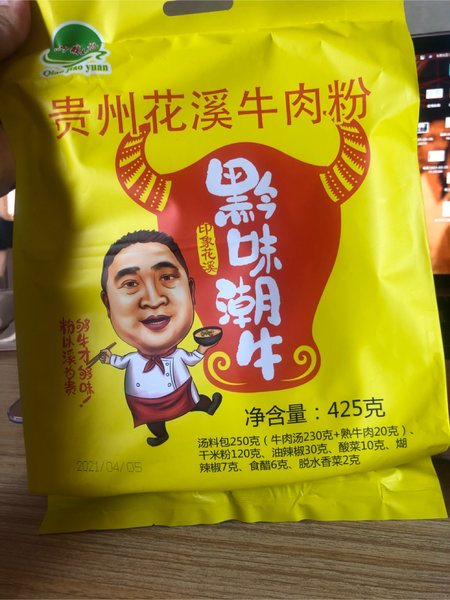 Qian jiao yuan
贵州花溪牛肉粉
黔味潮牛
印象花溪
够牛才够味!
粉以溪为贵
净含量：425克
汤料包250克（牛肉汤230克+熟牛肉20克）、
干米粉120克、油辣椒30克、酸菜10克、煳
辣椒7克、食醋6克、脱水香菜2克
2021/04/05